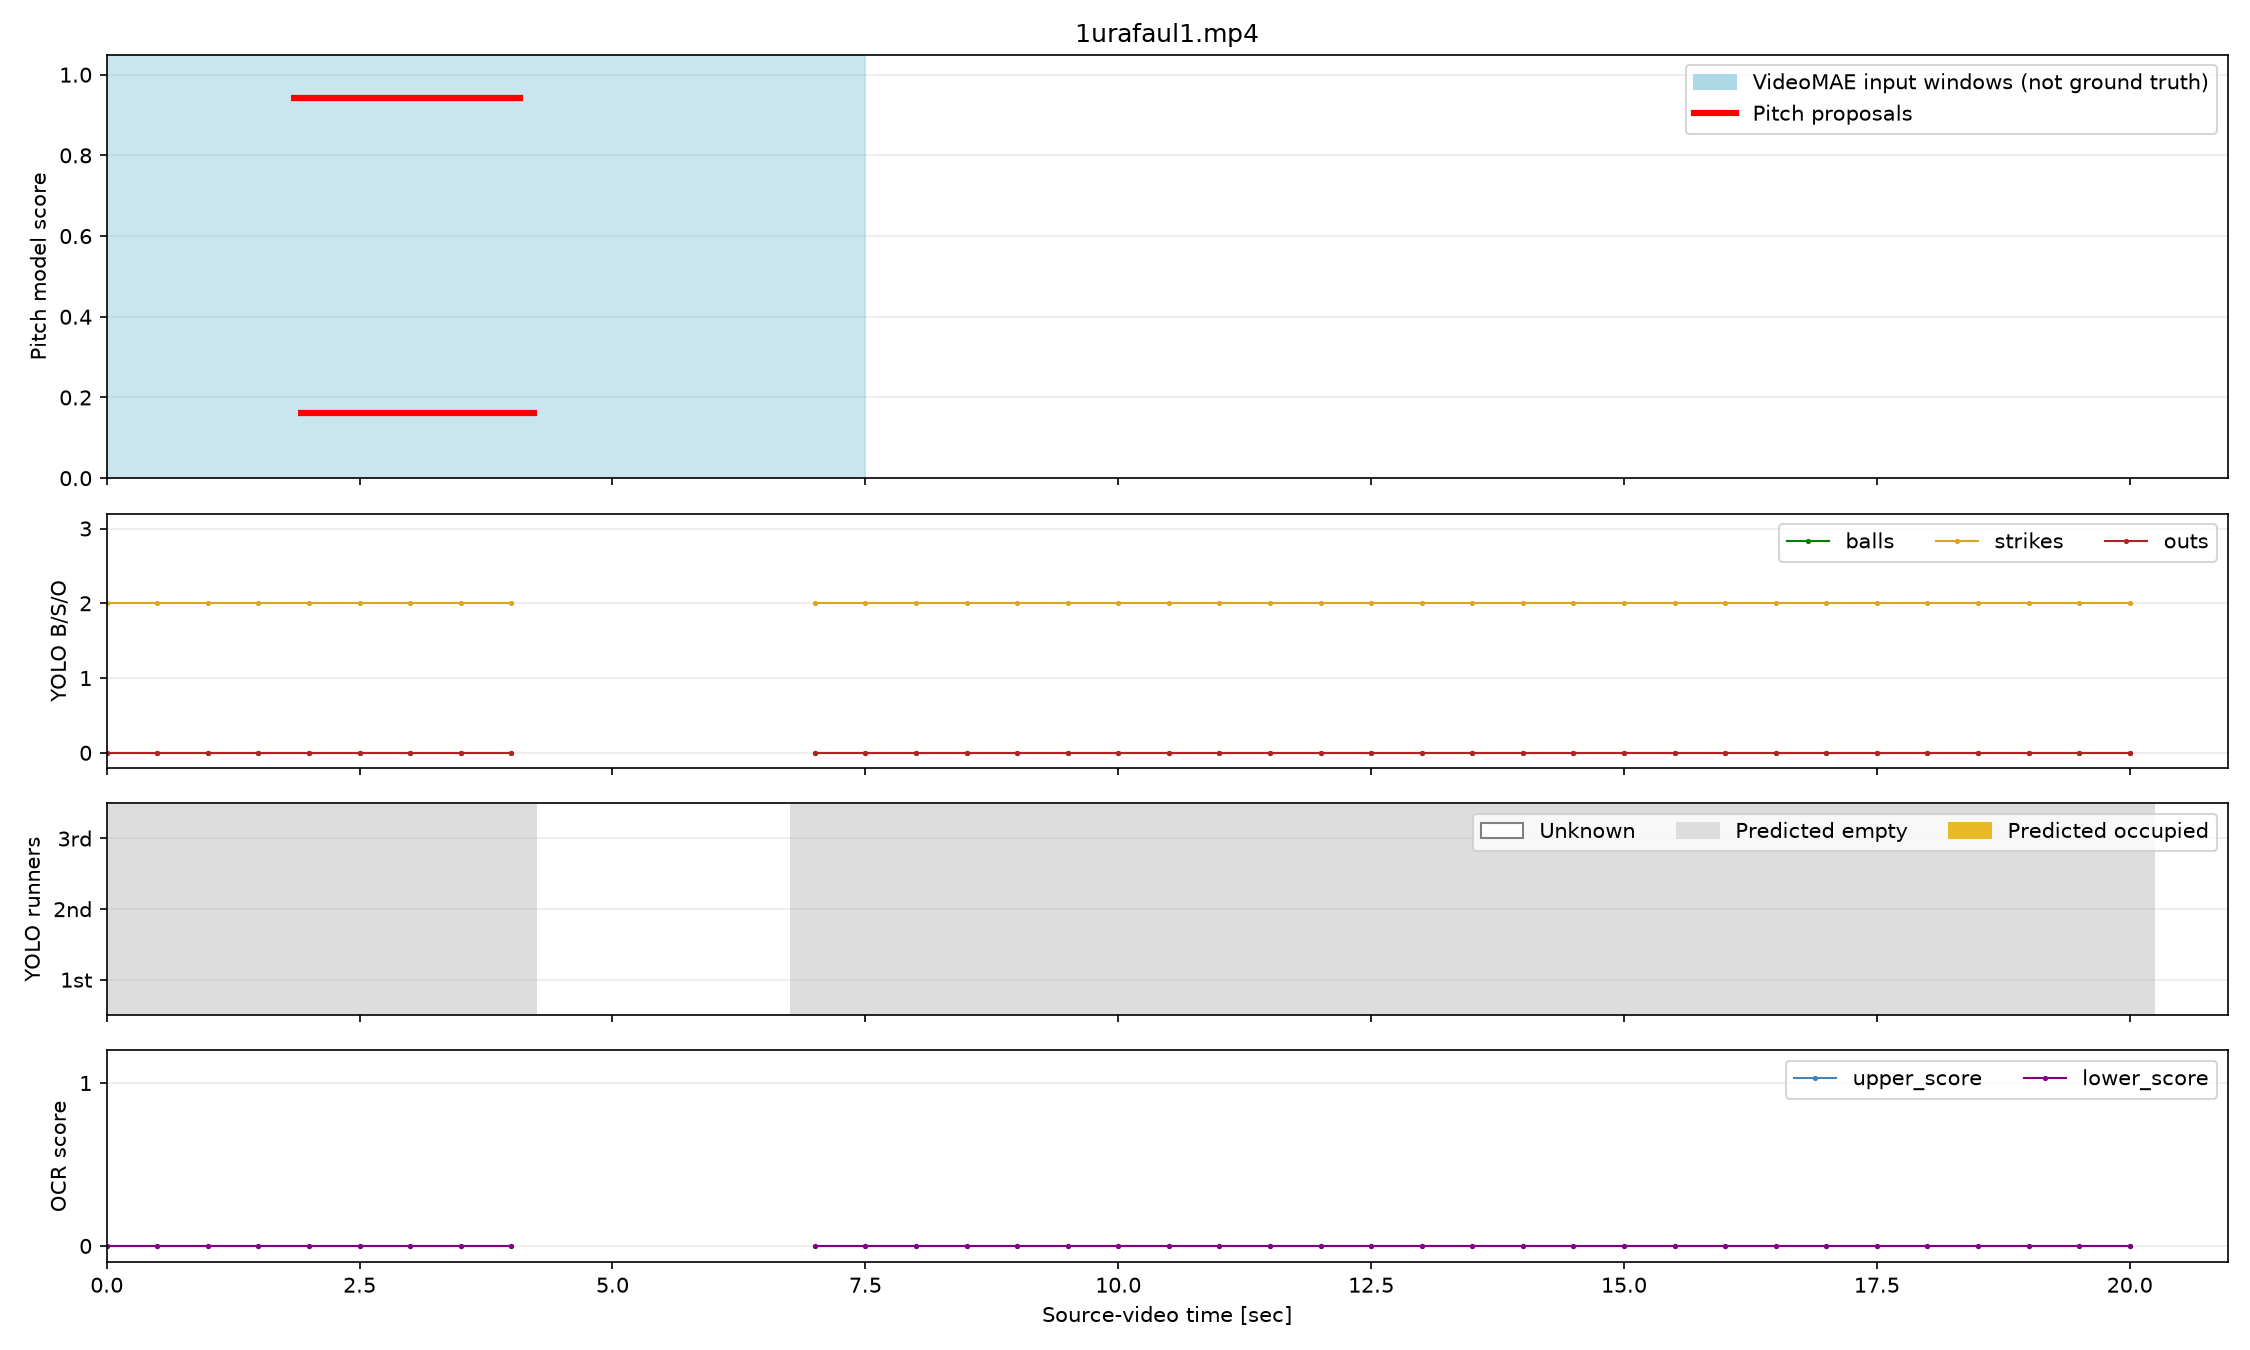 1urafaul1.mp4
Pitch model score
1.0
0.8
0.6
0.4
0.2
0.0
VideoMAE input windows (not ground truth)
Pitch proposals
YOLO B/S/O
3
2
1
0
balls strikes outs
YOLO runners
3rd
2nd
1st
Unknown Predicted empty Predicted occupied
OCR score
1
0
upper_score lower_score
0.0 2.5 5.0 7.5 10.0 12.5 15.0 17.5 20.0
Source-video time [sec]